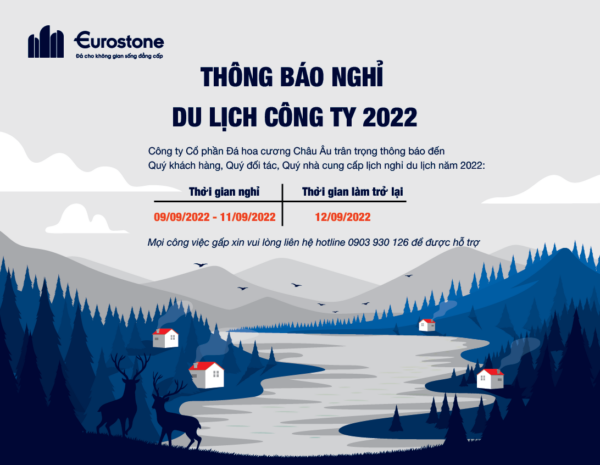 Eurostone
Đá cho không gian sống đẳng cấp
THÔNG BÁO NGHỈ
DU LỊCH CÔNG TY 2022
Công ty Cổ phần Đá hoa cương Châu Âu trân trọng thông báo đến
Quý khách hàng, Quý đối tác, Quý nhà cung cấp lịch nghỉ du lịch năm 2022:
Thời gian nghỉ
Thời gian làm trở lại
09/09/2022 - 11/09/2022
12/09/2022
Mọi công việc gấp xin vui lòng liên hệ hotline 0903 930 126 để được hỗ trợ